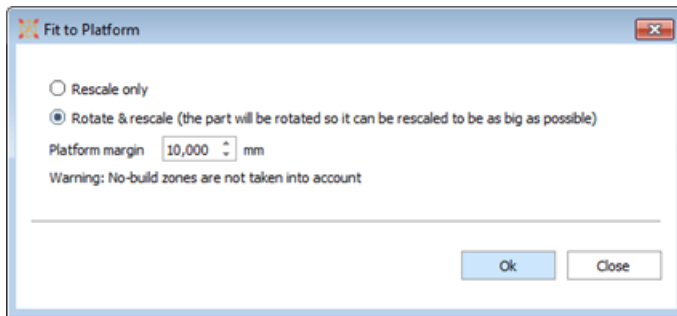 Fit to Platform
Rescale only
Rotate & rescale (the part will be rotated so it can be rescaled to be as big as possible)
Platform margin 10,000 mm
Warning: No-build zones are not taken into account
Ok Close